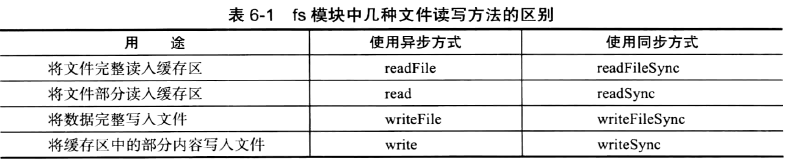 表 6-1 fs 模块中几种文件读写方法的区别
用 途 使用异步方式 使用同步方式
将文件完整读入缓存区 readFile readFileSync
将文件部分读入缓存区 read readSync
将数据完整写入文件 writeFile writeFileSync
将缓存区中的部分内容写入文件 write writeSync